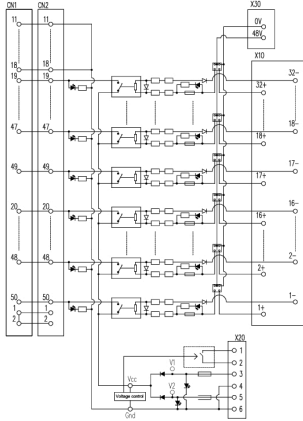 CN1 CN2 X30
11 11 0V
48V
X10
18 18 32-
19 19 32+
47 47 18-
18+
49 49 17-
17+
20 20 16-
16+
48 48 2-
2+
50 50 1-
1 1 1+
2 2
X20
1
V1 2
Vcc 3
Voltage control V2 4
5
Gnd 6